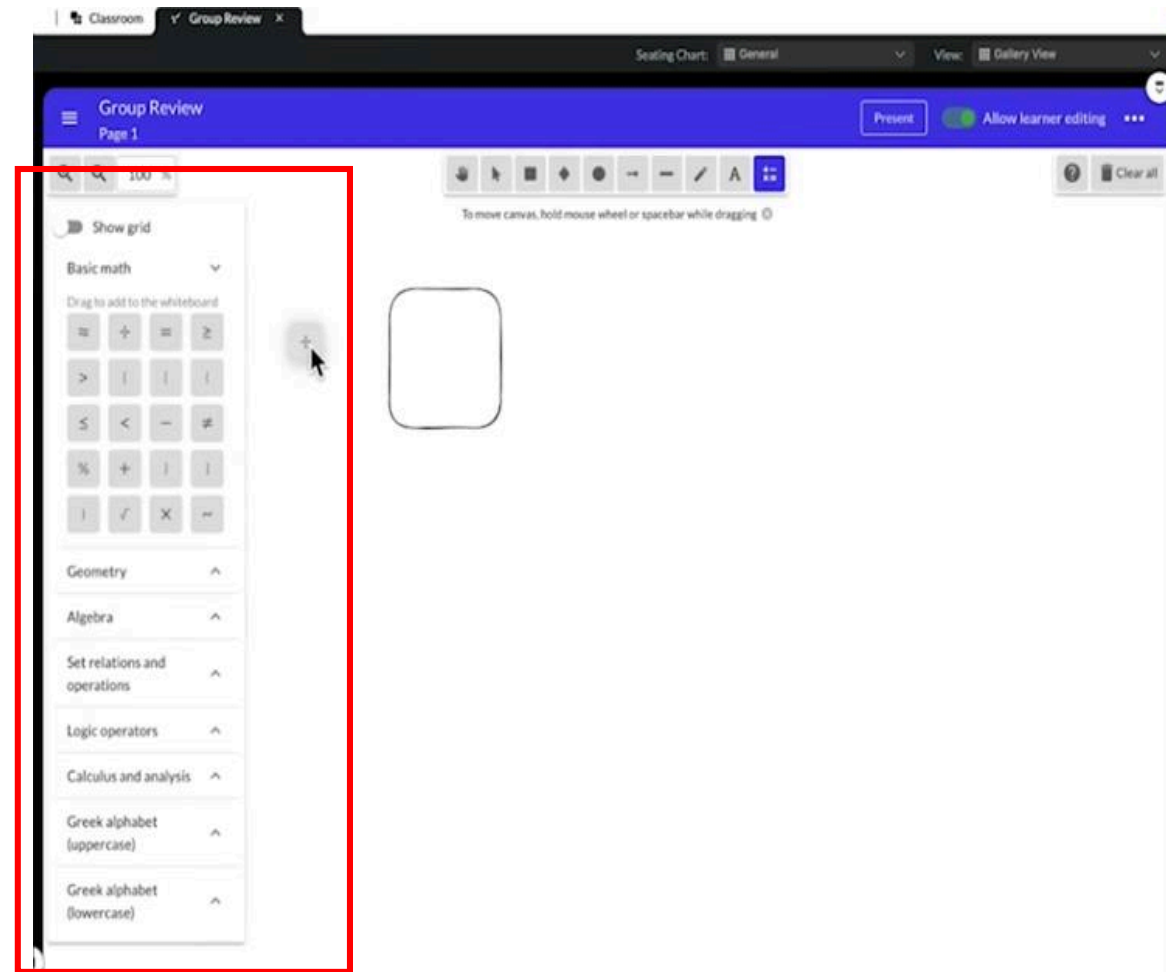 Classroom
Group Review ×
Seating Chart: General
View: Gallery View
Group Review
Page 1
Present
Allow learner editing •••
100 %
A
? Clear all
To move canvas, hold mouse wheel or spacebar while dragging
Show grid
Basic math
Drag to add to the whiteboard
≈ ÷ = ≥
÷
>
≤ < − ≠
% +
√ × ~
Geometry
Algebra
Set relations and
operations
Logic operators
Calculus and analysis
Greek alphabet
(uppercase)
Greek alphabet
(lowercase)